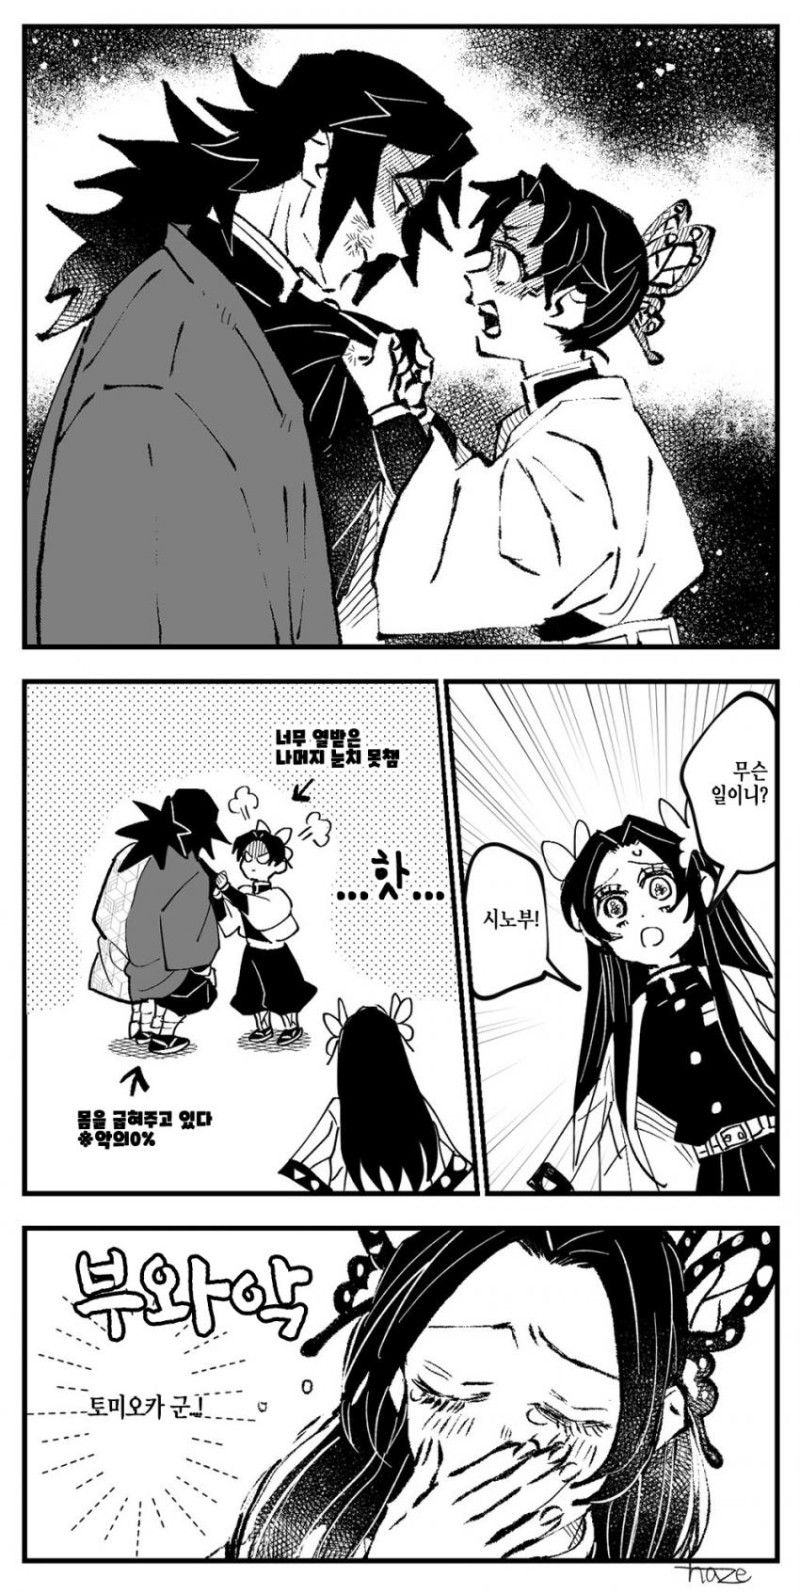 무슨
일이니?
시노부!
너무 열받은
나머지 눈치 못챔
...핫...
몸을 굽혀주고 있다
※악의0%
부와악
토미오카 군..!
haze